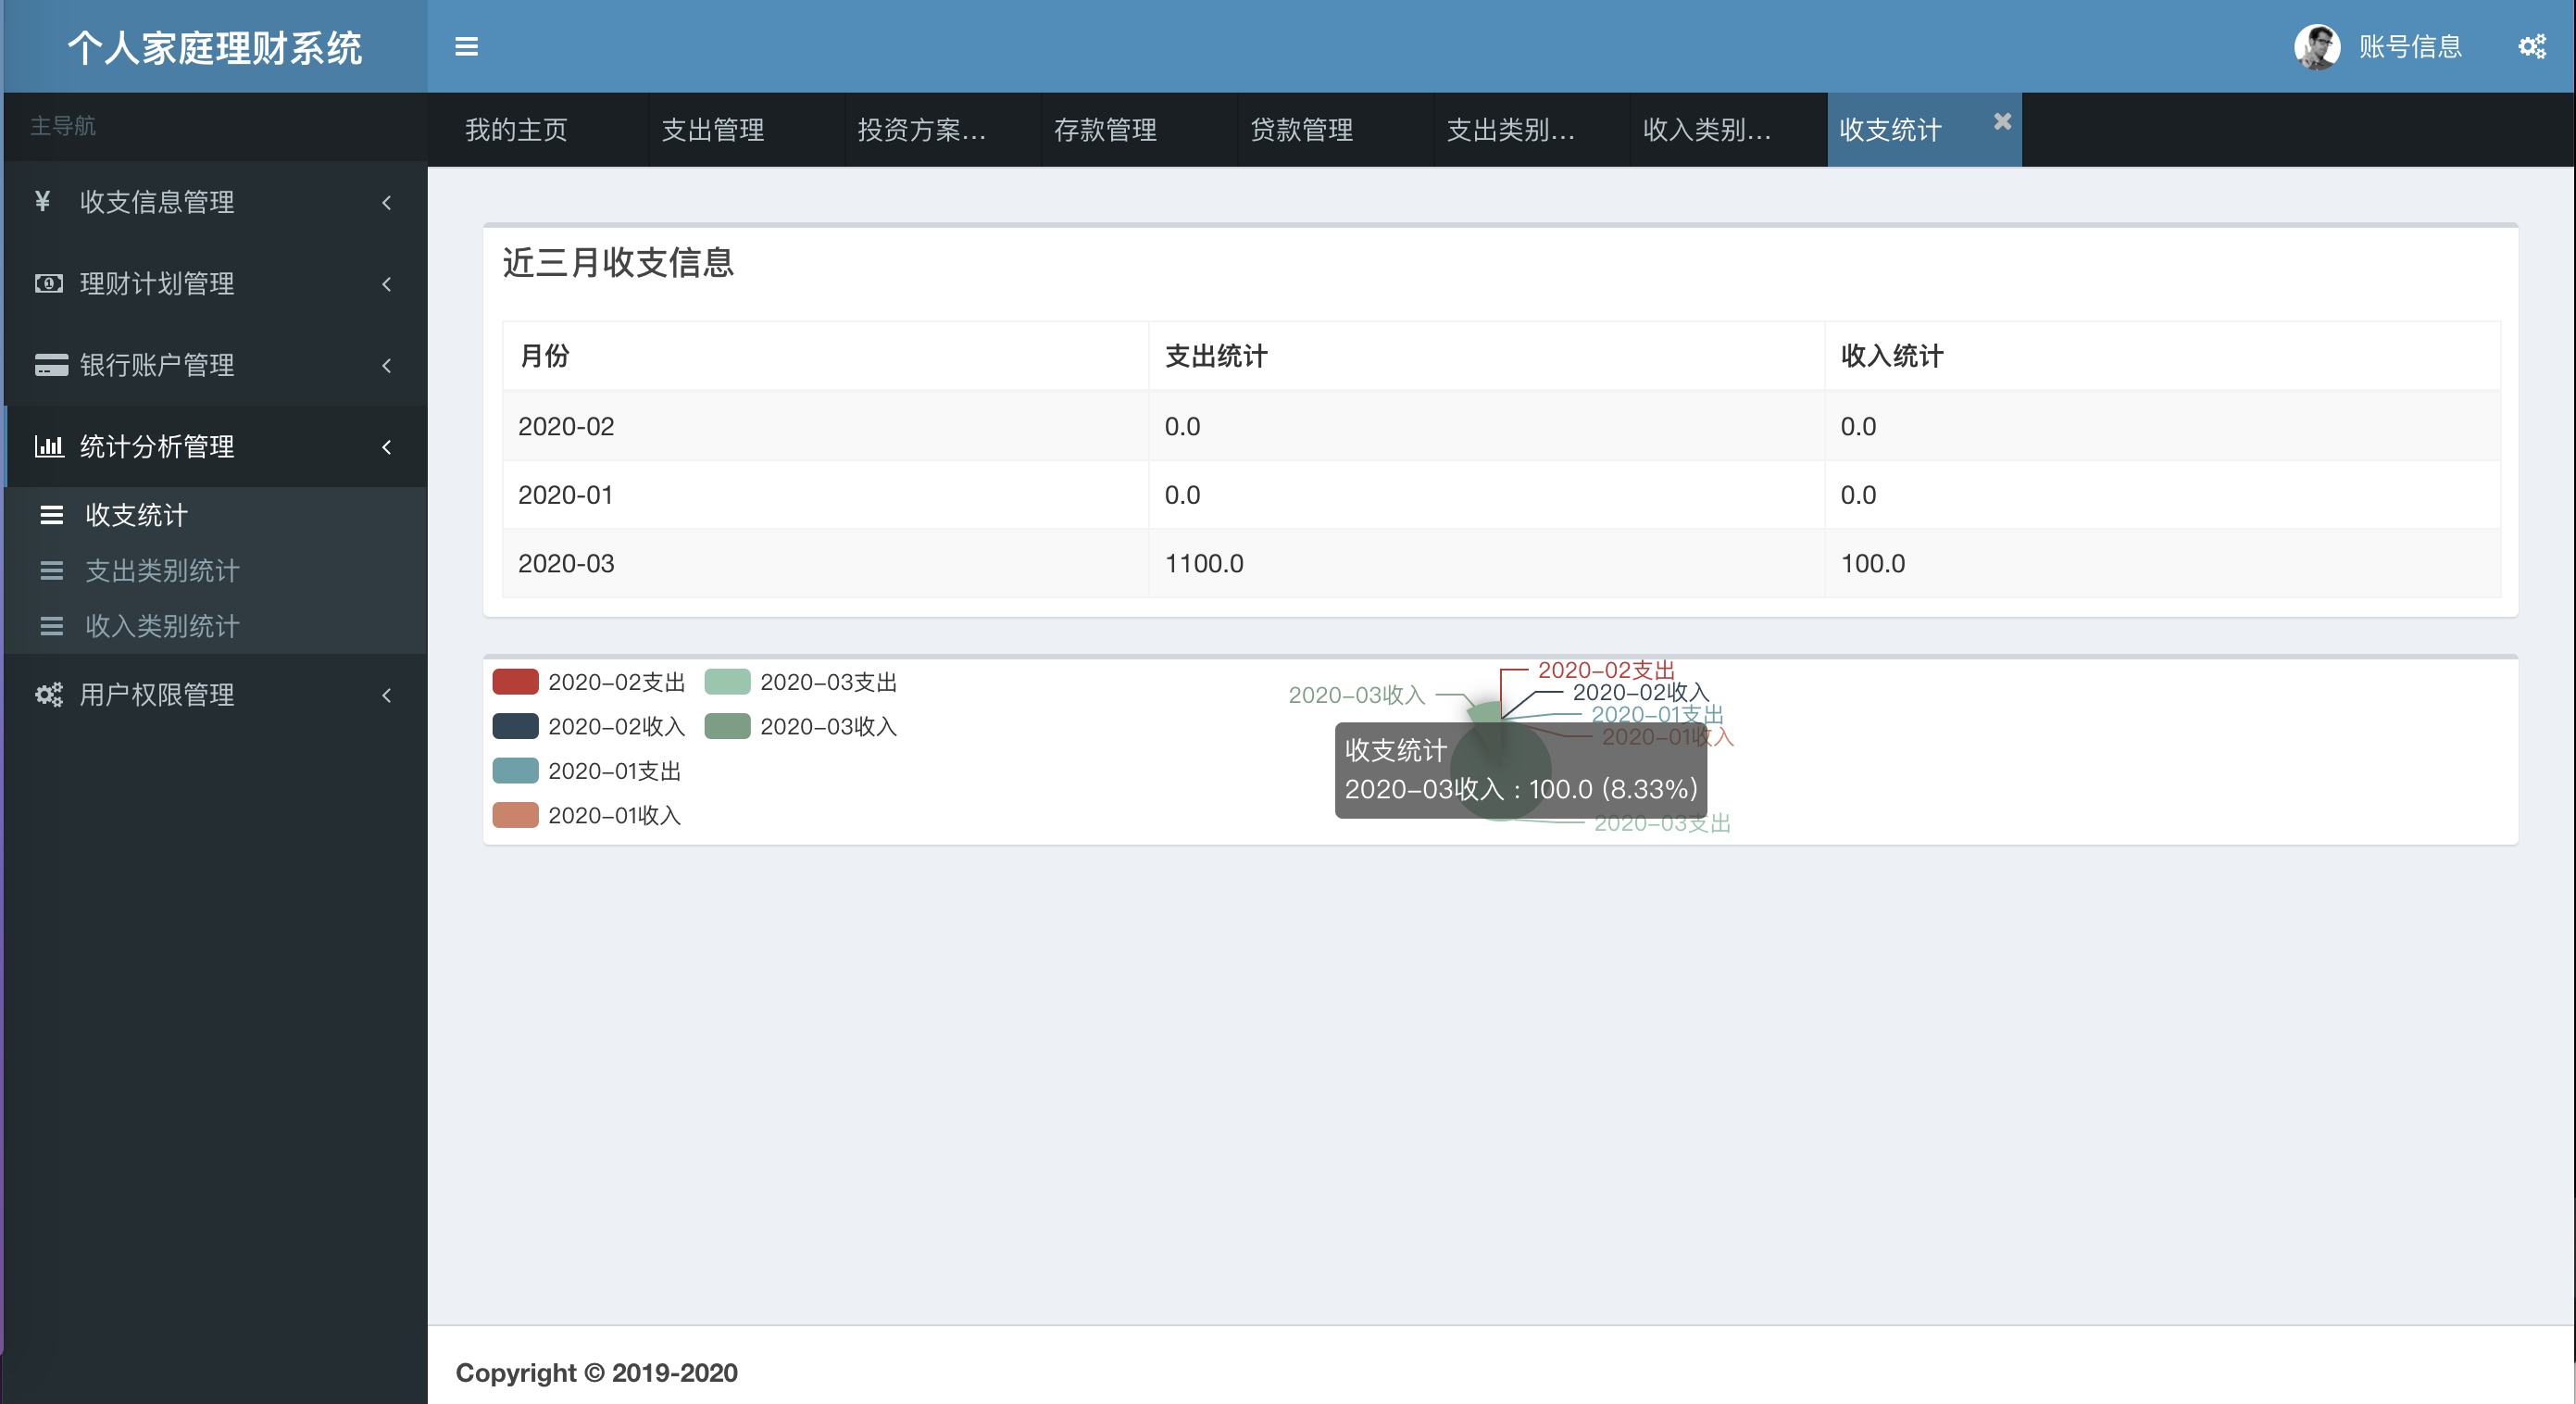 个人家庭理财系统
账号信息
主导航
我的主页 支出管理 投资方案... 存款管理 贷款管理 支出类别... 收入类别... 收支统计
¥ 收支信息管理
理财计划管理
银行账户管理
统计分析管理
收支统计
支出类别统计
收入类别统计
用户权限管理
近三月收支信息
月份 支出统计 收入统计
2020-02 0.0 0.0
2020-01 0.0 0.0
2020-03 1100.0 100.0
2020-02支出 2020-03支出
2020-02收入 2020-03收入
2020-01支出
2020-01收入
2020-02支出
2020-03收入
2020-02收入
2020-01支出
2020-01收入
收支统计
2020-03收入 : 100.0 (8.33%)
2020-03支出
Copyright © 2019-2020